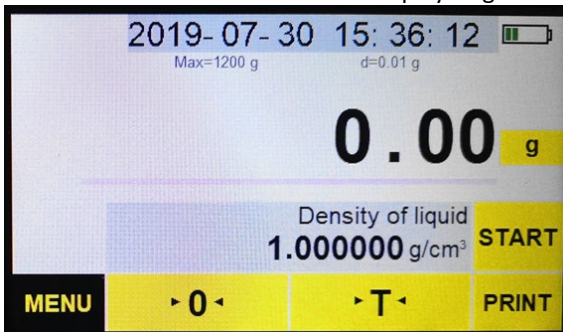 2019-07-30 15:36:12
Max=1200 g d=0.01 g
0.00 g
Density of liquid
1.000000 g/cm³
START
MENU ▸0◂ ▸T◂ PRINT